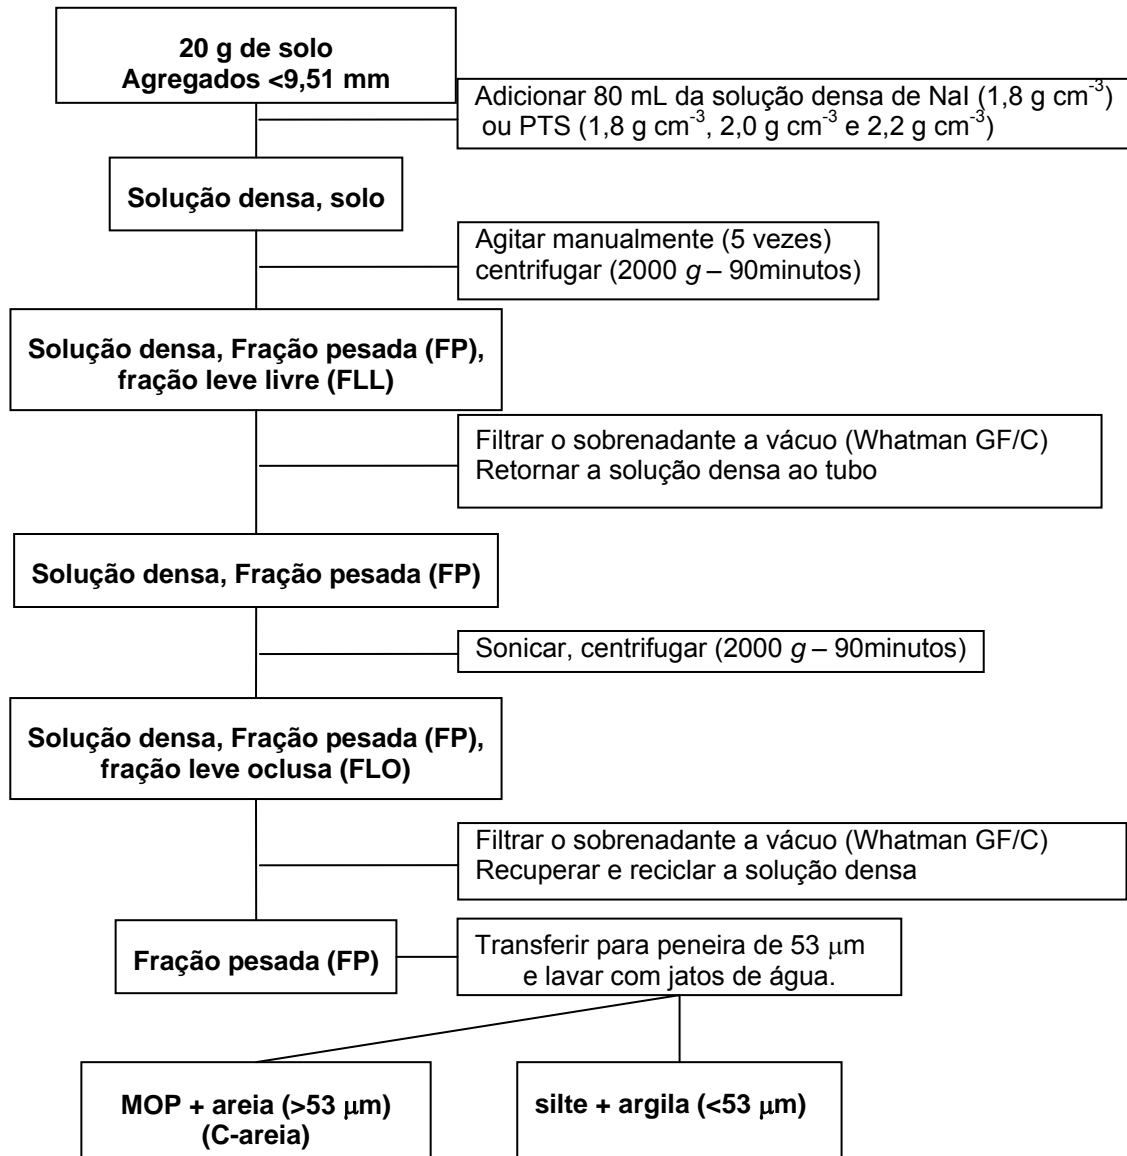 20 g de solo
Agregados <9,51 mm
Adicionar 80 mL da solução densa de NaI (1,8 g cm⁻³)
ou PTS (1,8 g cm⁻³, 2,0 g cm⁻³ e 2,2 g cm⁻³)
Solução densa, solo
Agitar manualmente (5 vezes)
centrifugar (2000 g – 90minutos)
Solução densa, Fração pesada (FP),
fração leve livre (FLL)
Filtrar o sobrenadante a vácuo (Whatman GF/C)
Retornar a solução densa ao tubo
Solução densa, Fração pesada (FP)
Sonicar, centrifugar (2000 g – 90minutos)
Solução densa, Fração pesada (FP),
fração leve oclusa (FLO)
Filtrar o sobrenadante a vácuo (Whatman GF/C)
Recuperar e reciclar a solução densa
Fração pesada (FP)
Transferir para peneira de 53 μm
e lavar com jatos de água.
MOP + areia (>53 μm)
(C-areia)
silte + argila (<53 μm)